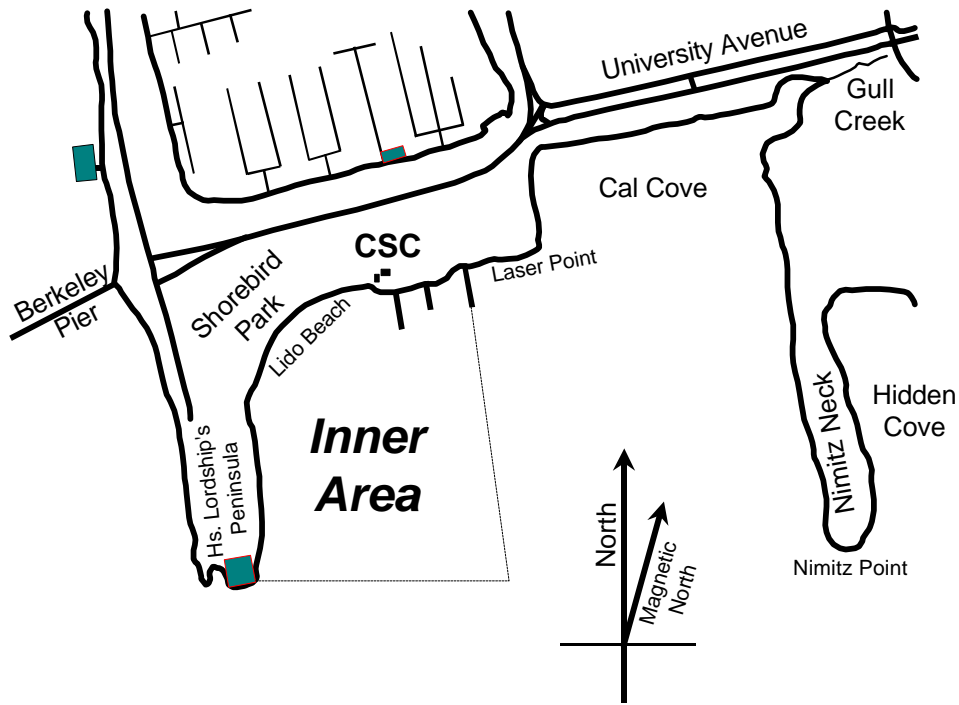 University Avenue
Gull
Creek
Cal Cove
CSC
Laser Point
Berkeley
Pier
Shorebird
Park
Lido Beach
Inner
Area
Hidden
Cove
Nimitz Neck
Hs. Lordship's
Peninsula
North
Magnetic
North
Nimitz Point